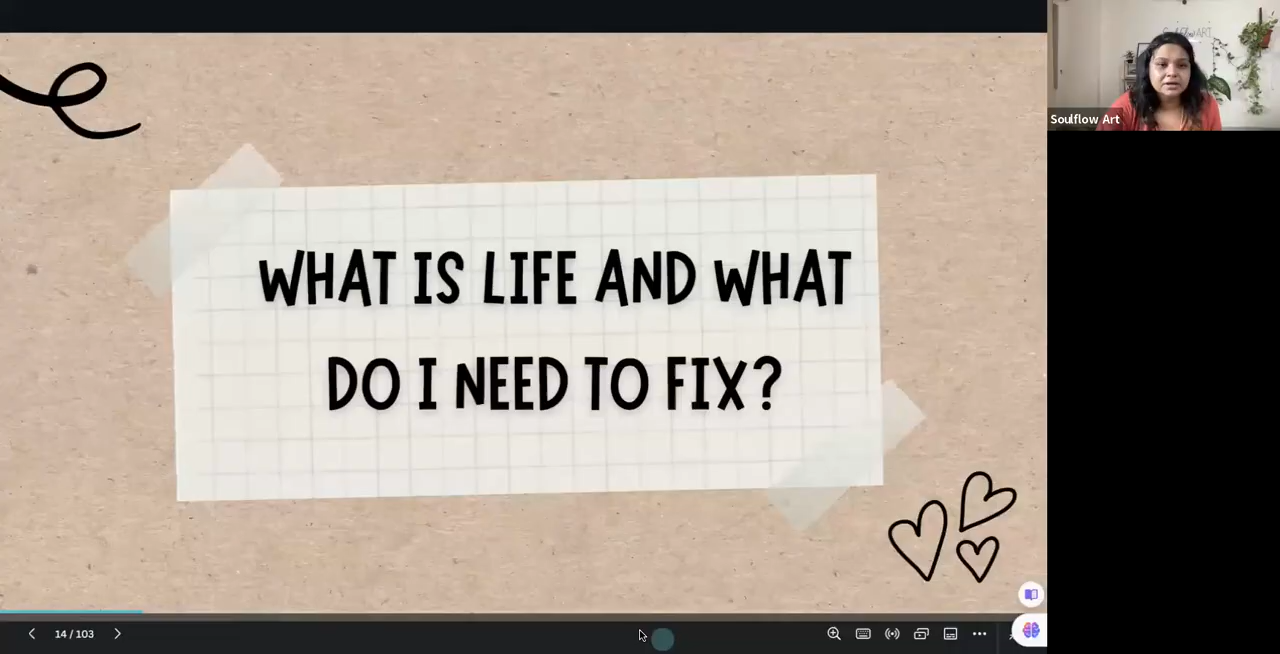 WHAT IS LIFE AND WHAT
DO I NEED TO FIX?
Soulflow Art
14 / 103